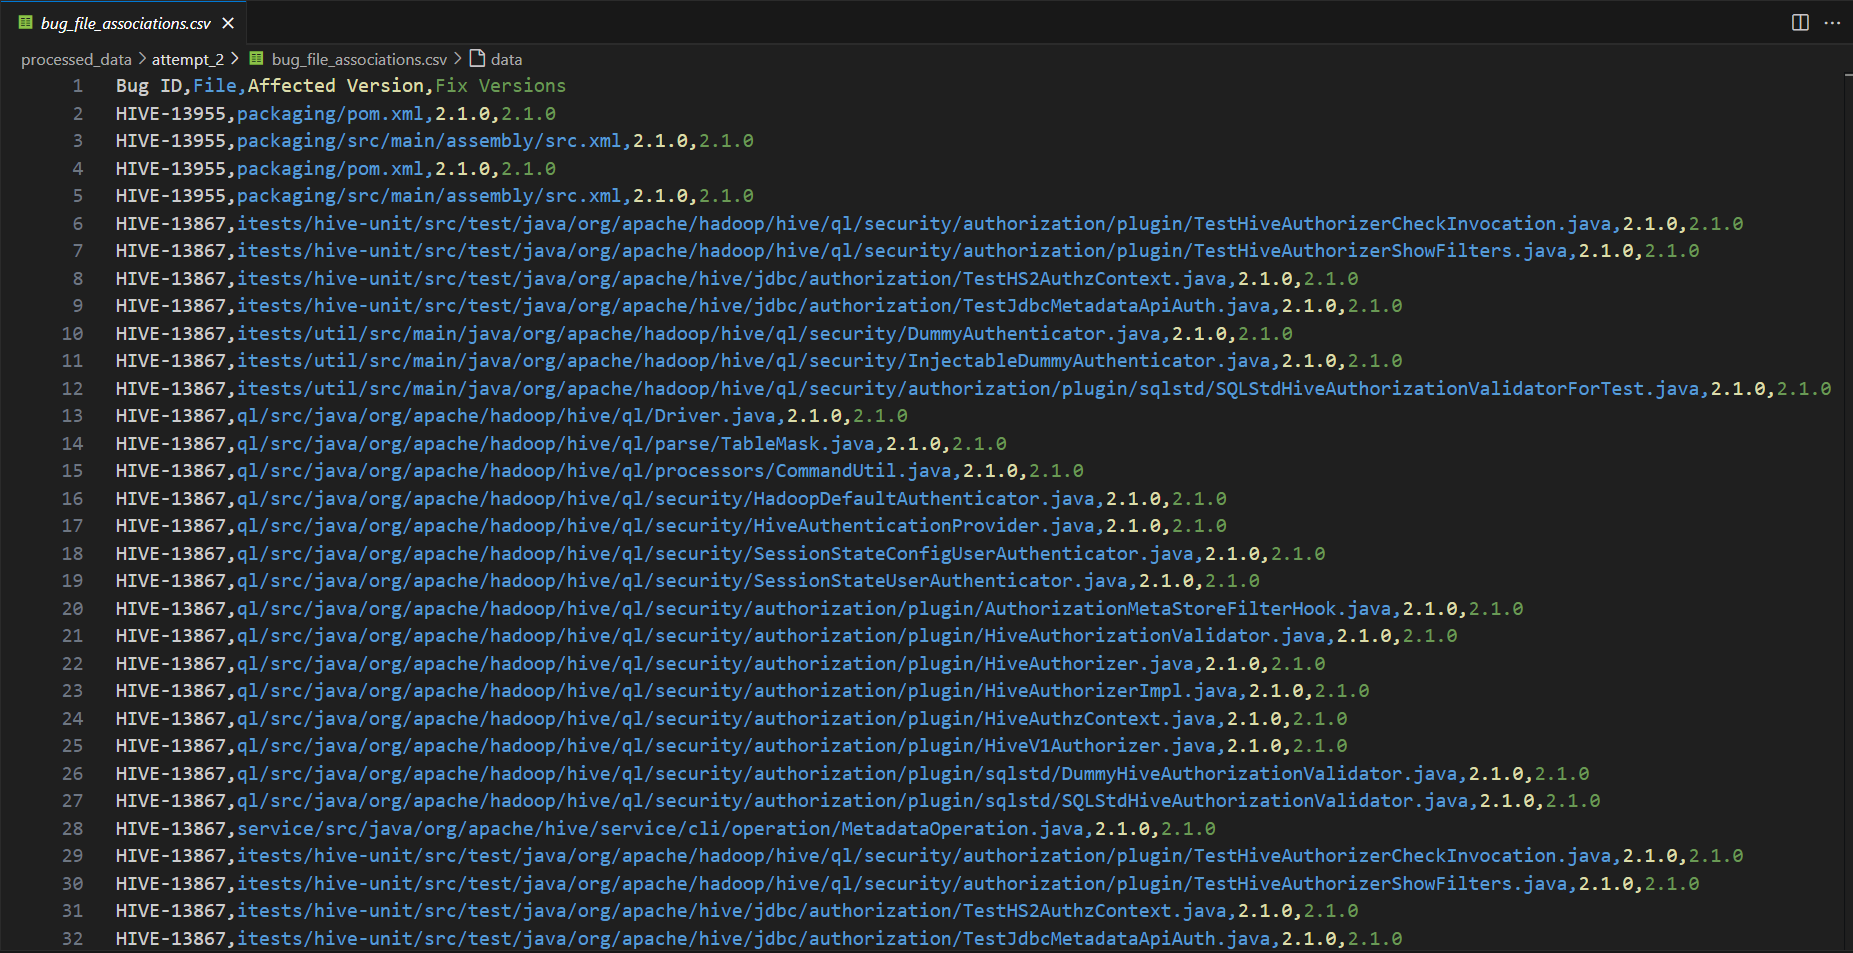 bug_file_associations.csv
processed_data > attempt_2 > bug_file_associations.csv > data
1 Bug ID,File,Affected Version,Fix Versions
2 HIVE-13955,packaging/pom.xml,2.1.0,2.1.0
3 HIVE-13955,packaging/src/main/assembly/src.xml,2.1.0,2.1.0
4 HIVE-13955,packaging/pom.xml,2.1.0,2.1.0
5 HIVE-13955,packaging/src/main/assembly/src.xml,2.1.0,2.1.0
6 HIVE-13867,itests/hive-unit/src/test/java/org/apache/hadoop/hive/ql/security/authorization/plugin/TestHiveAuthorizerCheckInvocation.java,2.1.0,2.1.0
7 HIVE-13867,itests/hive-unit/src/test/java/org/apache/hadoop/hive/ql/security/authorization/plugin/TestHiveAuthorizerShowFilters.java,2.1.0,2.1.0
8 HIVE-13867,itests/hive-unit/src/test/java/org/apache/hive/jdbc/authorization/TestHS2AuthzContext.java,2.1.0,2.1.0
9 HIVE-13867,itests/hive-unit/src/test/java/org/apache/hive/jdbc/authorization/TestJdbcMetadataApiAuth.java,2.1.0,2.1.0
10 HIVE-13867,itests/util/src/main/java/org/apache/hadoop/hive/ql/security/DummyAuthenticator.java,2.1.0,2.1.0
11 HIVE-13867,itests/util/src/main/java/org/apache/hadoop/hive/ql/security/InjectableDummyAuthenticator.java,2.1.0,2.1.0
12 HIVE-13867,itests/util/src/main/java/org/apache/hadoop/hive/ql/security/authorization/plugin/sqlstd/SQLStdHiveAuthorizationValidatorForTest.java,2.1.0,2.1.0
13 HIVE-13867,ql/src/java/org/apache/hadoop/hive/ql/Driver.java,2.1.0,2.1.0
14 HIVE-13867,ql/src/java/org/apache/hadoop/hive/ql/parse/TableMask.java,2.1.0,2.1.0
15 HIVE-13867,ql/src/java/org/apache/hadoop/hive/ql/processors/CommandUtil.java,2.1.0,2.1.0
16 HIVE-13867,ql/src/java/org/apache/hadoop/hive/ql/security/HadoopDefaultAuthenticator.java,2.1.0,2.1.0
17 HIVE-13867,ql/src/java/org/apache/hadoop/hive/ql/security/HiveAuthenticationProvider.java,2.1.0,2.1.0
18 HIVE-13867,ql/src/java/org/apache/hadoop/hive/ql/security/SessionStateConfigUserAuthenticator.java,2.1.0,2.1.0
19 HIVE-13867,ql/src/java/org/apache/hadoop/hive/ql/security/SessionStateUserAuthenticator.java,2.1.0,2.1.0
20 HIVE-13867,ql/src/java/org/apache/hadoop/hive/ql/security/authorization/plugin/AuthorizationMetaStoreFilterHook.java,2.1.0,2.1.0
21 HIVE-13867,ql/src/java/org/apache/hadoop/hive/ql/security/authorization/plugin/HiveAuthorizationValidator.java,2.1.0,2.1.0
22 HIVE-13867,ql/src/java/org/apache/hadoop/hive/ql/security/authorization/plugin/HiveAuthorizer.java,2.1.0,2.1.0
23 HIVE-13867,ql/src/java/org/apache/hadoop/hive/ql/security/authorization/plugin/HiveAuthorizerImpl.java,2.1.0,2.1.0
24 HIVE-13867,ql/src/java/org/apache/hadoop/hive/ql/security/authorization/plugin/HiveAuthzContext.java,2.1.0,2.1.0
25 HIVE-13867,ql/src/java/org/apache/hadoop/hive/ql/security/authorization/plugin/HiveV1Authorizer.java,2.1.0,2.1.0
26 HIVE-13867,ql/src/java/org/apache/hadoop/hive/ql/security/authorization/plugin/sqlstd/DummyHiveAuthorizationValidator.java,2.1.0,2.1.0
27 HIVE-13867,ql/src/java/org/apache/hadoop/hive/ql/security/authorization/plugin/sqlstd/SQLStdHiveAuthorizationValidator.java,2.1.0,2.1.0
28 HIVE-13867,service/src/java/org/apache/hive/service/cli/operation/MetadataOperation.java,2.1.0,2.1.0
29 HIVE-13867,itests/hive-unit/src/test/java/org/apache/hadoop/hive/ql/security/authorization/plugin/TestHiveAuthorizerCheckInvocation.java,2.1.0,2.1.0
30 HIVE-13867,itests/hive-unit/src/test/java/org/apache/hadoop/hive/ql/security/authorization/plugin/TestHiveAuthorizerShowFilters.java,2.1.0,2.1.0
31 HIVE-13867,itests/hive-unit/src/test/java/org/apache/hive/jdbc/authorization/TestHS2AuthzContext.java,2.1.0,2.1.0
32 HIVE-13867,itests/hive-unit/src/test/java/org/apache/hive/jdbc/authorization/TestJdbcMetadataApiAuth.java,2.1.0,2.1.0